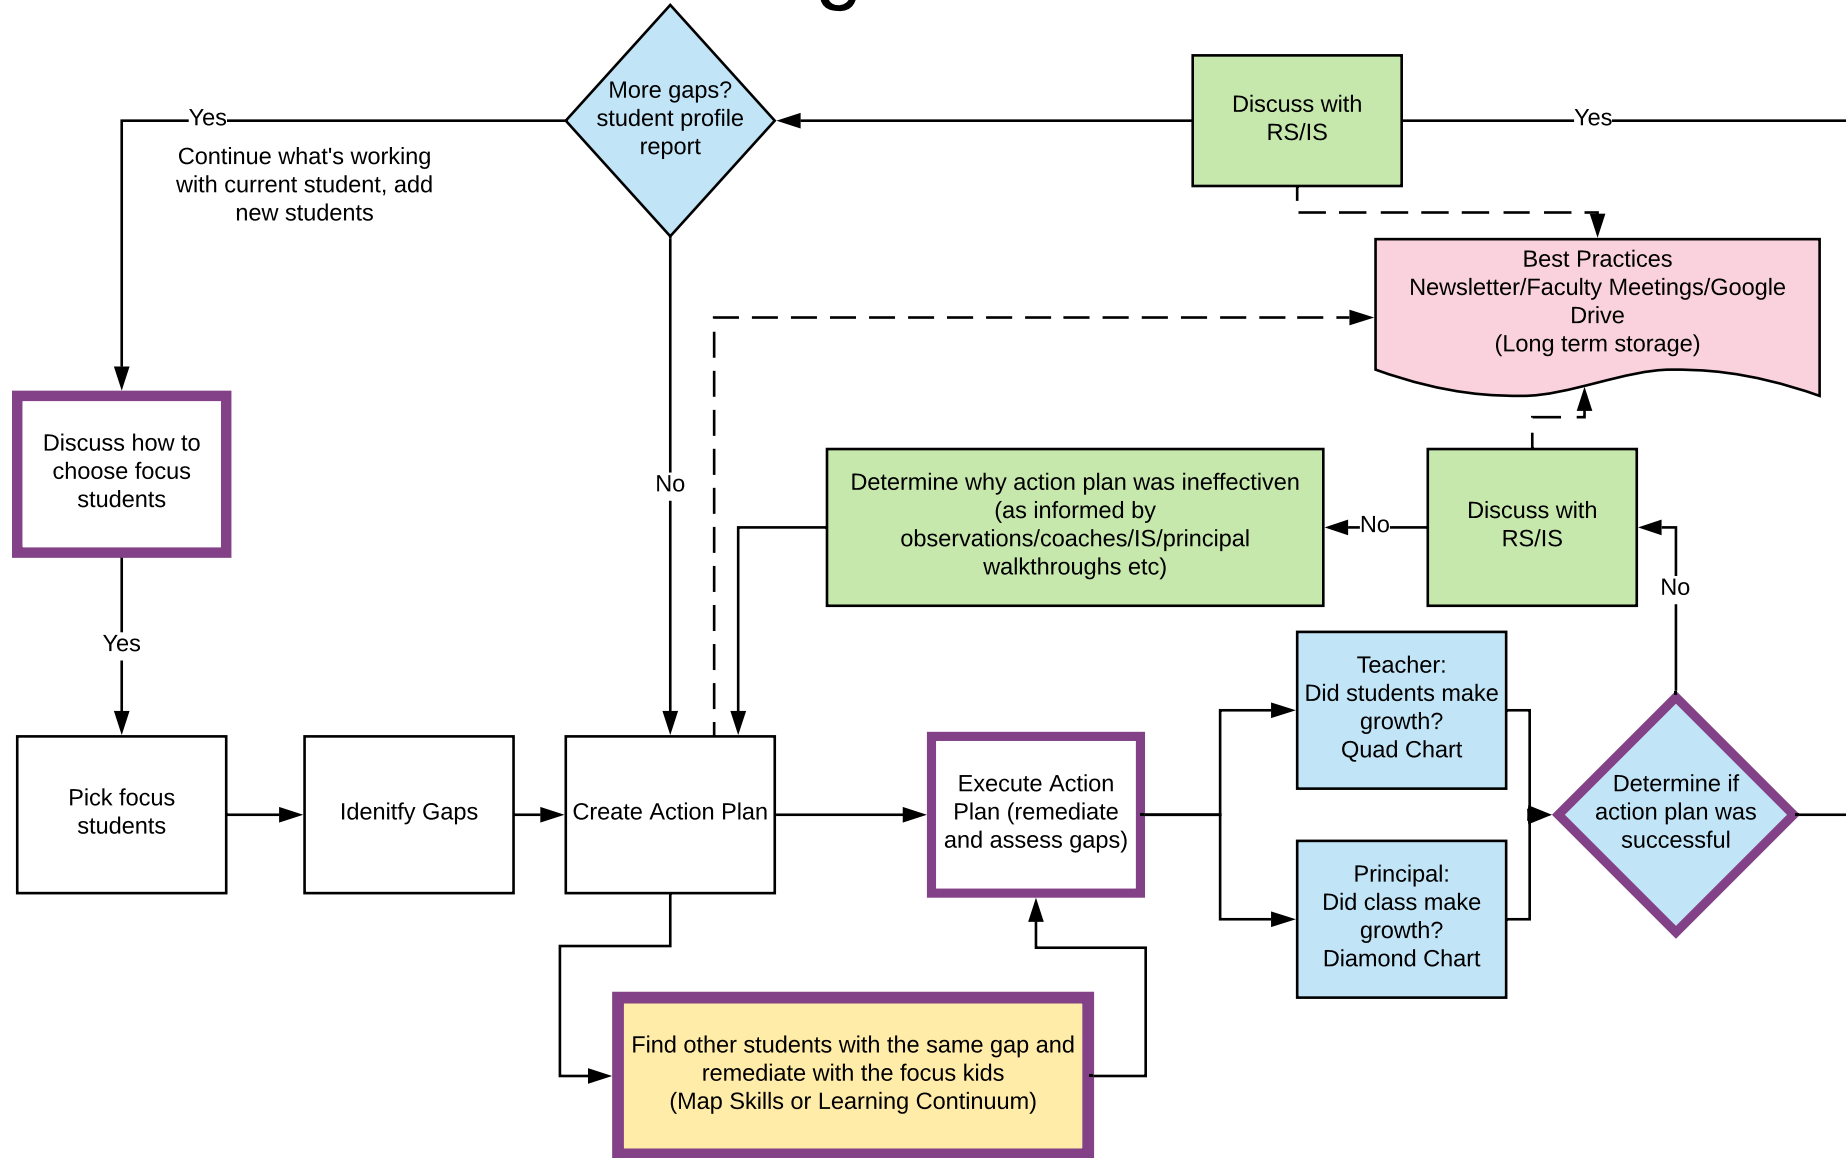 g
More gaps?
student profile
report
Discuss with
RS/IS
Yes
Yes
Continue what's working
with current student, add
new students
Best Practices
Newsletter/Faculty Meetings/Google
Drive
(Long term storage)
Discuss how to
choose focus
students
No
Determine why action plan was ineffectiven
(as informed by
observations/coaches/IS/principal
walkthroughs etc)
No
Discuss with
RS/IS
No
Yes
Teacher:
Did students make
growth?
Quad Chart
Pick focus
students
Idenitfy Gaps
Create Action Plan
Execute Action
Plan (remediate
and assess gaps)
Determine if
action plan was
successful
Principal:
Did class make
growth?
Diamond Chart
Find other students with the same gap and
remediate with the focus kids
(Map Skills or Learning Continuum)